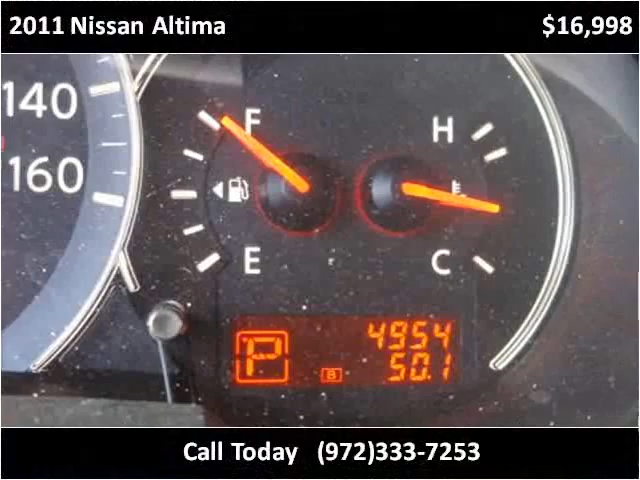 2011 Nissan Altima $16,998
140
160
F
E
H
C
P
4954
B 50.1
Call Today (972)333-7253